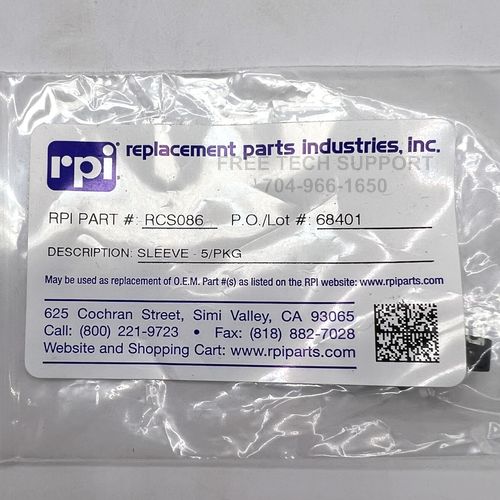 rpi® replacement parts industries, inc.
FREE TECH SUPPORT
704-966-1650
RPI PART #: RCS086 P.O./Lot #: 68401
DESCRIPTION: SLEEVE - 5/PKG
May be used as replacement of O.E.M. Part #(s) as listed on the RPI website: www.rpiparts.com
625 Cochran Street, Simi Valley, CA 93065
Call: (800) 221-9723 • Fax: (818) 882-7028
Website and Shopping Cart: www.rpiparts.com